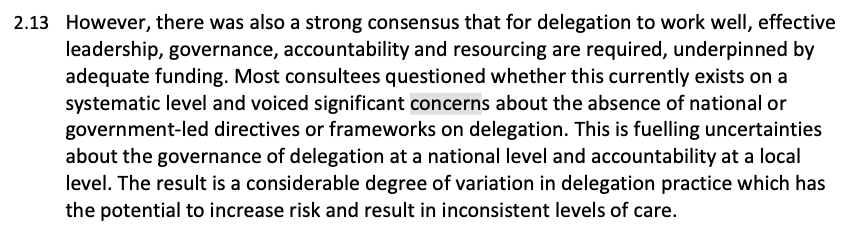 2.13 However, there was also a strong consensus that for delegation to work well, effective
leadership, governance, accountability and resourcing are required, underpinned by
adequate funding. Most consultees questioned whether this currently exists on a
systematic level and voiced significant concerns about the absence of national or
government-led directives or frameworks on delegation. This is fuelling uncertainties
about the governance of delegation at a national level and accountability at a local
level. The result is a considerable degree of variation in delegation practice which has
the potential to increase risk and result in inconsistent levels of care.